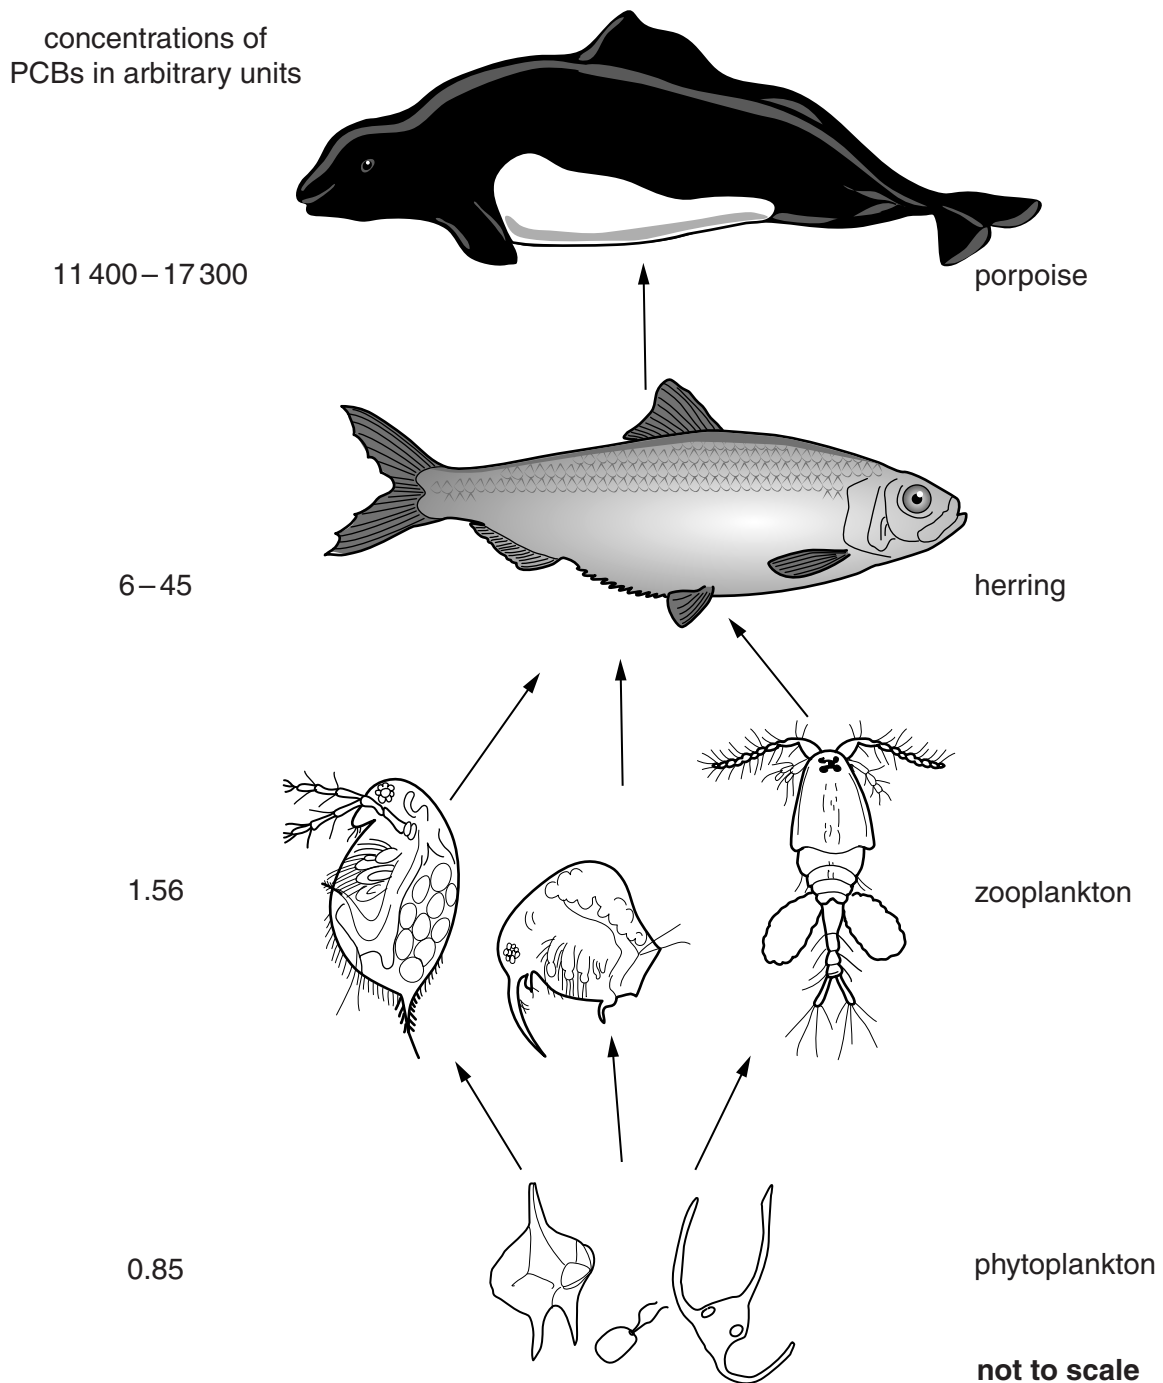 concentrations of
PCBs in arbitrary units
11 400 – 17 300
porpoise
6 – 45
herring
1.56
zooplankton
0.85
phytoplankton
not to scale